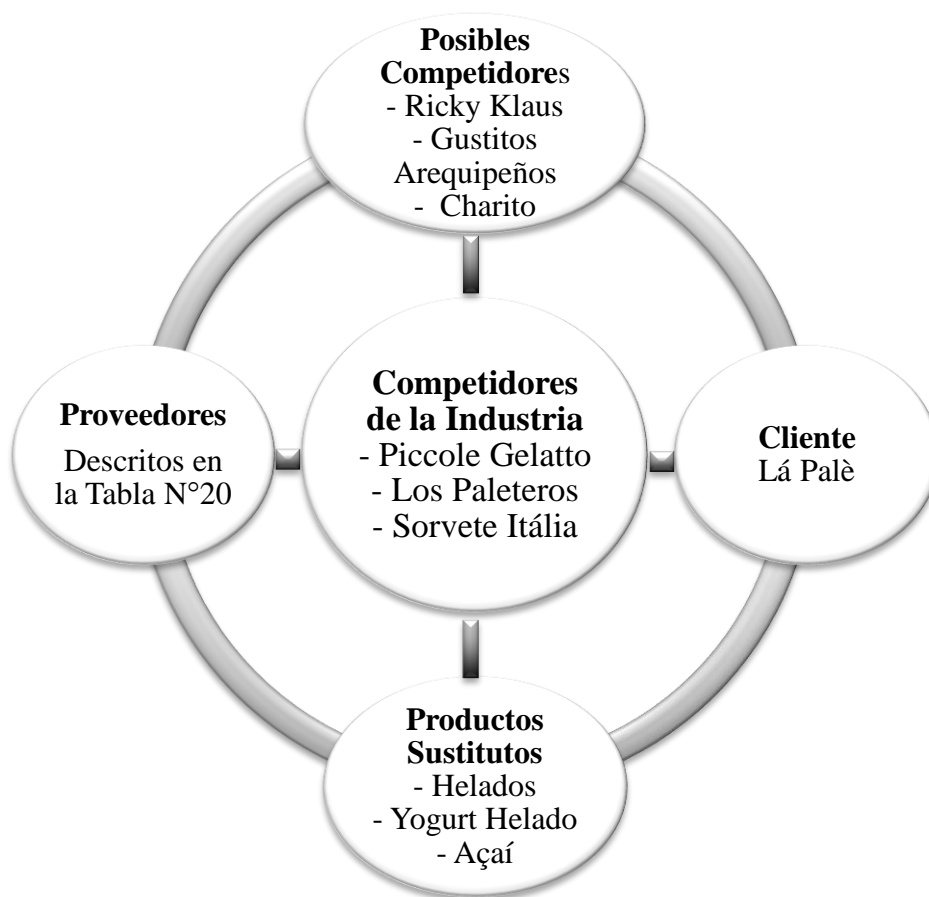 Posibles
Competidores
- Ricky Klaus
- Gustitos
Arequipeños
- Charito
Proveedores
Descritos en
la Tabla N°20
Competidores
de la Industria
- Piccole Gelatto
- Los Paleteros
- Sorvete Itália
Cliente
Lá Palè
Productos
Sustitutos
- Helados
- Yogurt Helado
- Açaí